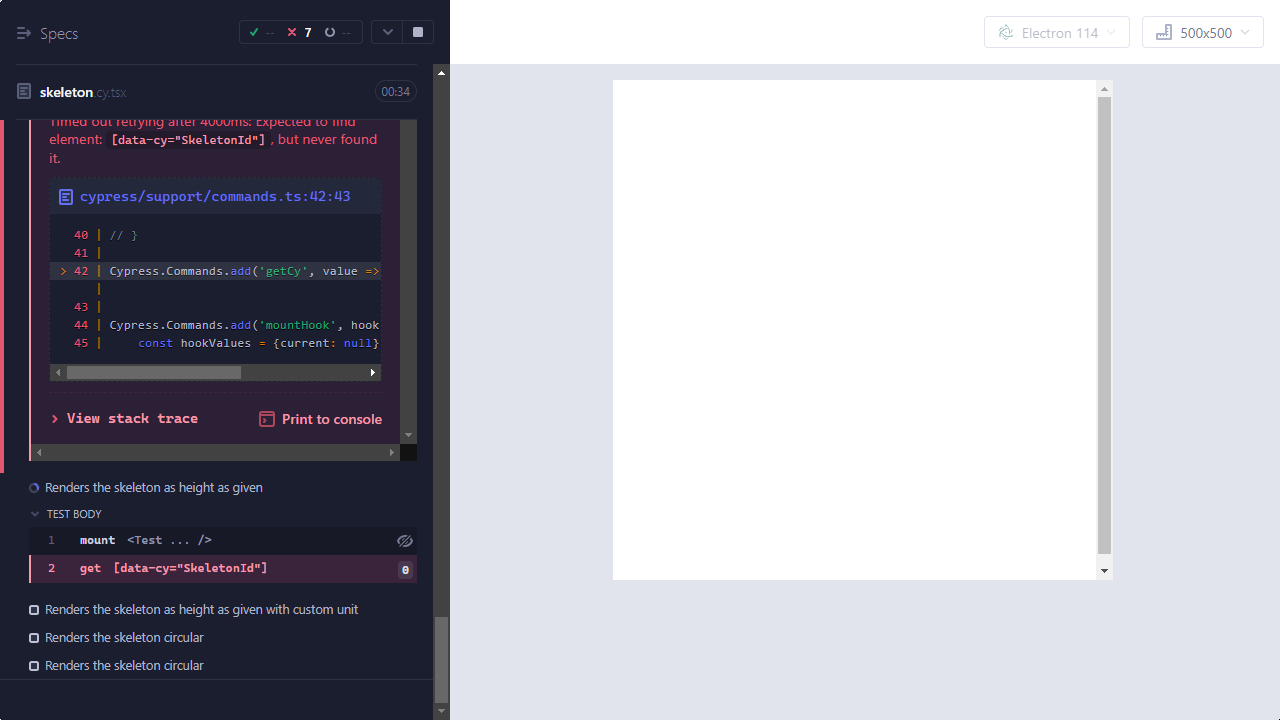 Specs
-- 7 --
Electron 114
500x500
skeleton.cy.tsx
00:34
Timed out retrying after 4000ms: Expected to find
element: [data-cy="SkeletonId"], but never found
it.
cypress/support/commands.ts:42:43
40 | // }
41 |
> 42 | Cypress.Commands.add('getCy', value =>
|
43 |
44 | Cypress.Commands.add('mountHook', hook
45 | const hookValues = {current: null}
View stack trace
Print to console
Renders the skeleton as height as given
TEST BODY
1 mount <Test ... />
2 get [data-cy="SkeletonId"] 0
Renders the skeleton as height as given with custom unit
Renders the skeleton circular
Renders the skeleton circular